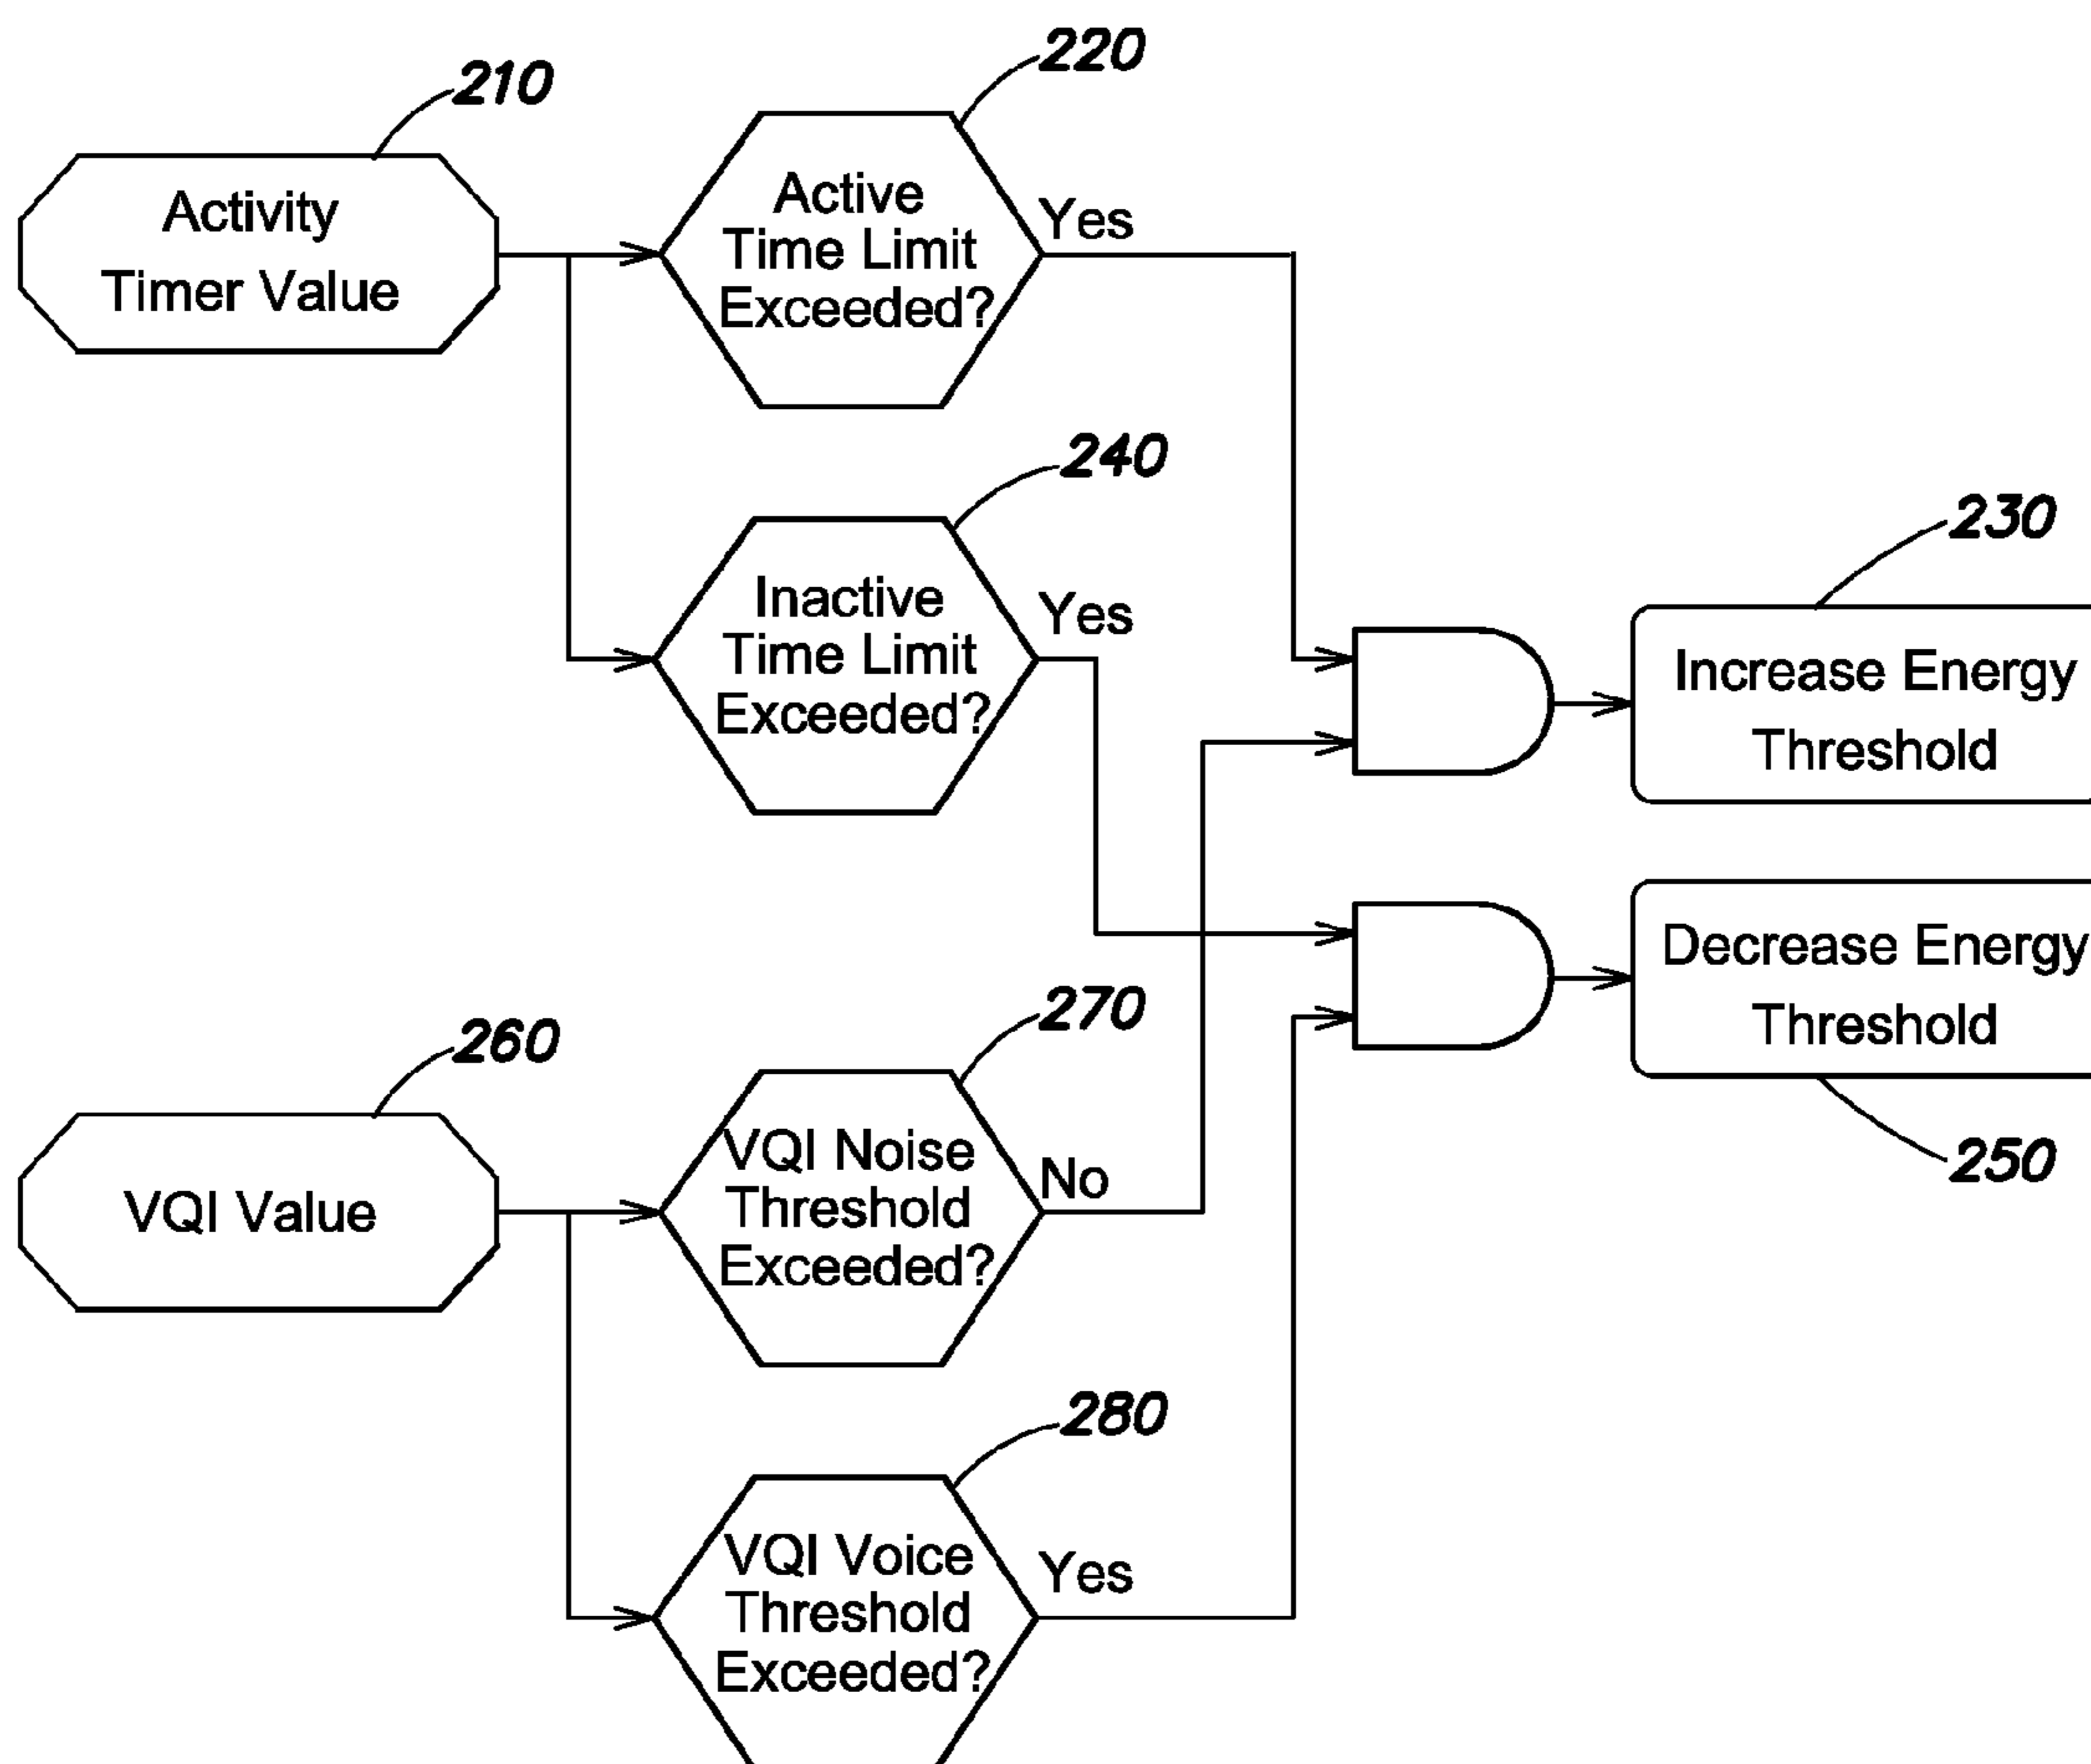 210
Activity
Timer Value
220
Active
Time Limit
Exceeded?
Yes
240
Inactive
Time Limit
Exceeded?
Yes
230
Increase Energy
Threshold
Decrease Energy
Threshold
250
260
VQI Value
270
VQI Noise
Threshold
Exceeded?
No
280
VQI Voice
Threshold
Exceeded?
Yes